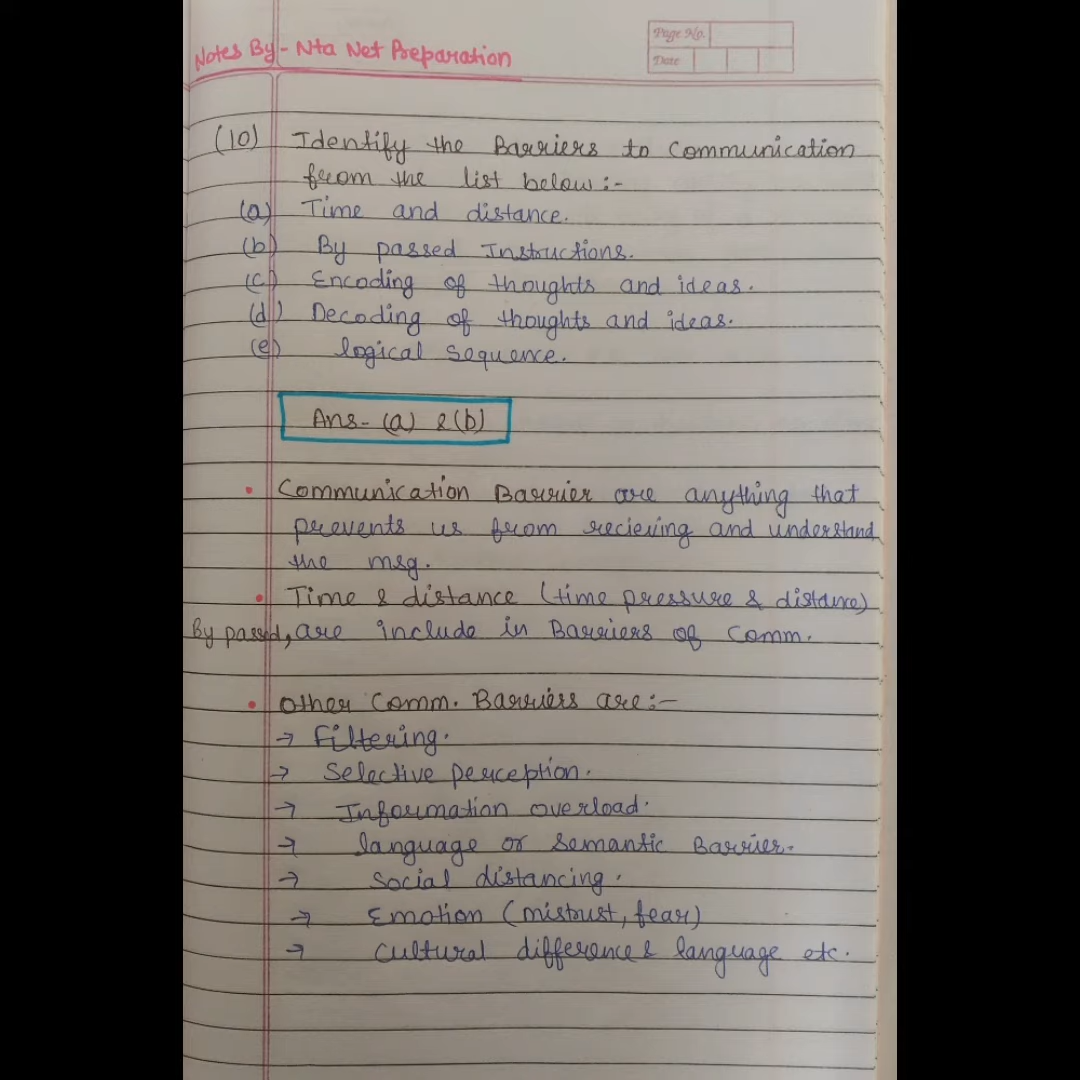 Notes By - Nta Net Preparation
Page No.
Date
(10) Identify the Barriers to Communication
from the list below :-
(a) Time and distance.
(b) By passed Instructions.
(c) Encoding of thoughts and ideas.
(d) Decoding of thoughts and ideas.
(e) logical sequence.
Ans - (a) & (b)
• Communication Barrier are anything that
prevents us from recieving and understand
the msg.
• Time & distance (time pressure & distance)
By passed, are include in Barriers of Comm.
• Other Comm. Barriers are :-
→ Filtering.
→ Selective perception.
→ Information overload.
→ language or Semantic Barrier.
→ Social distancing.
→ Emotion (mistrust, fear)
→ Cultural difference & language etc.